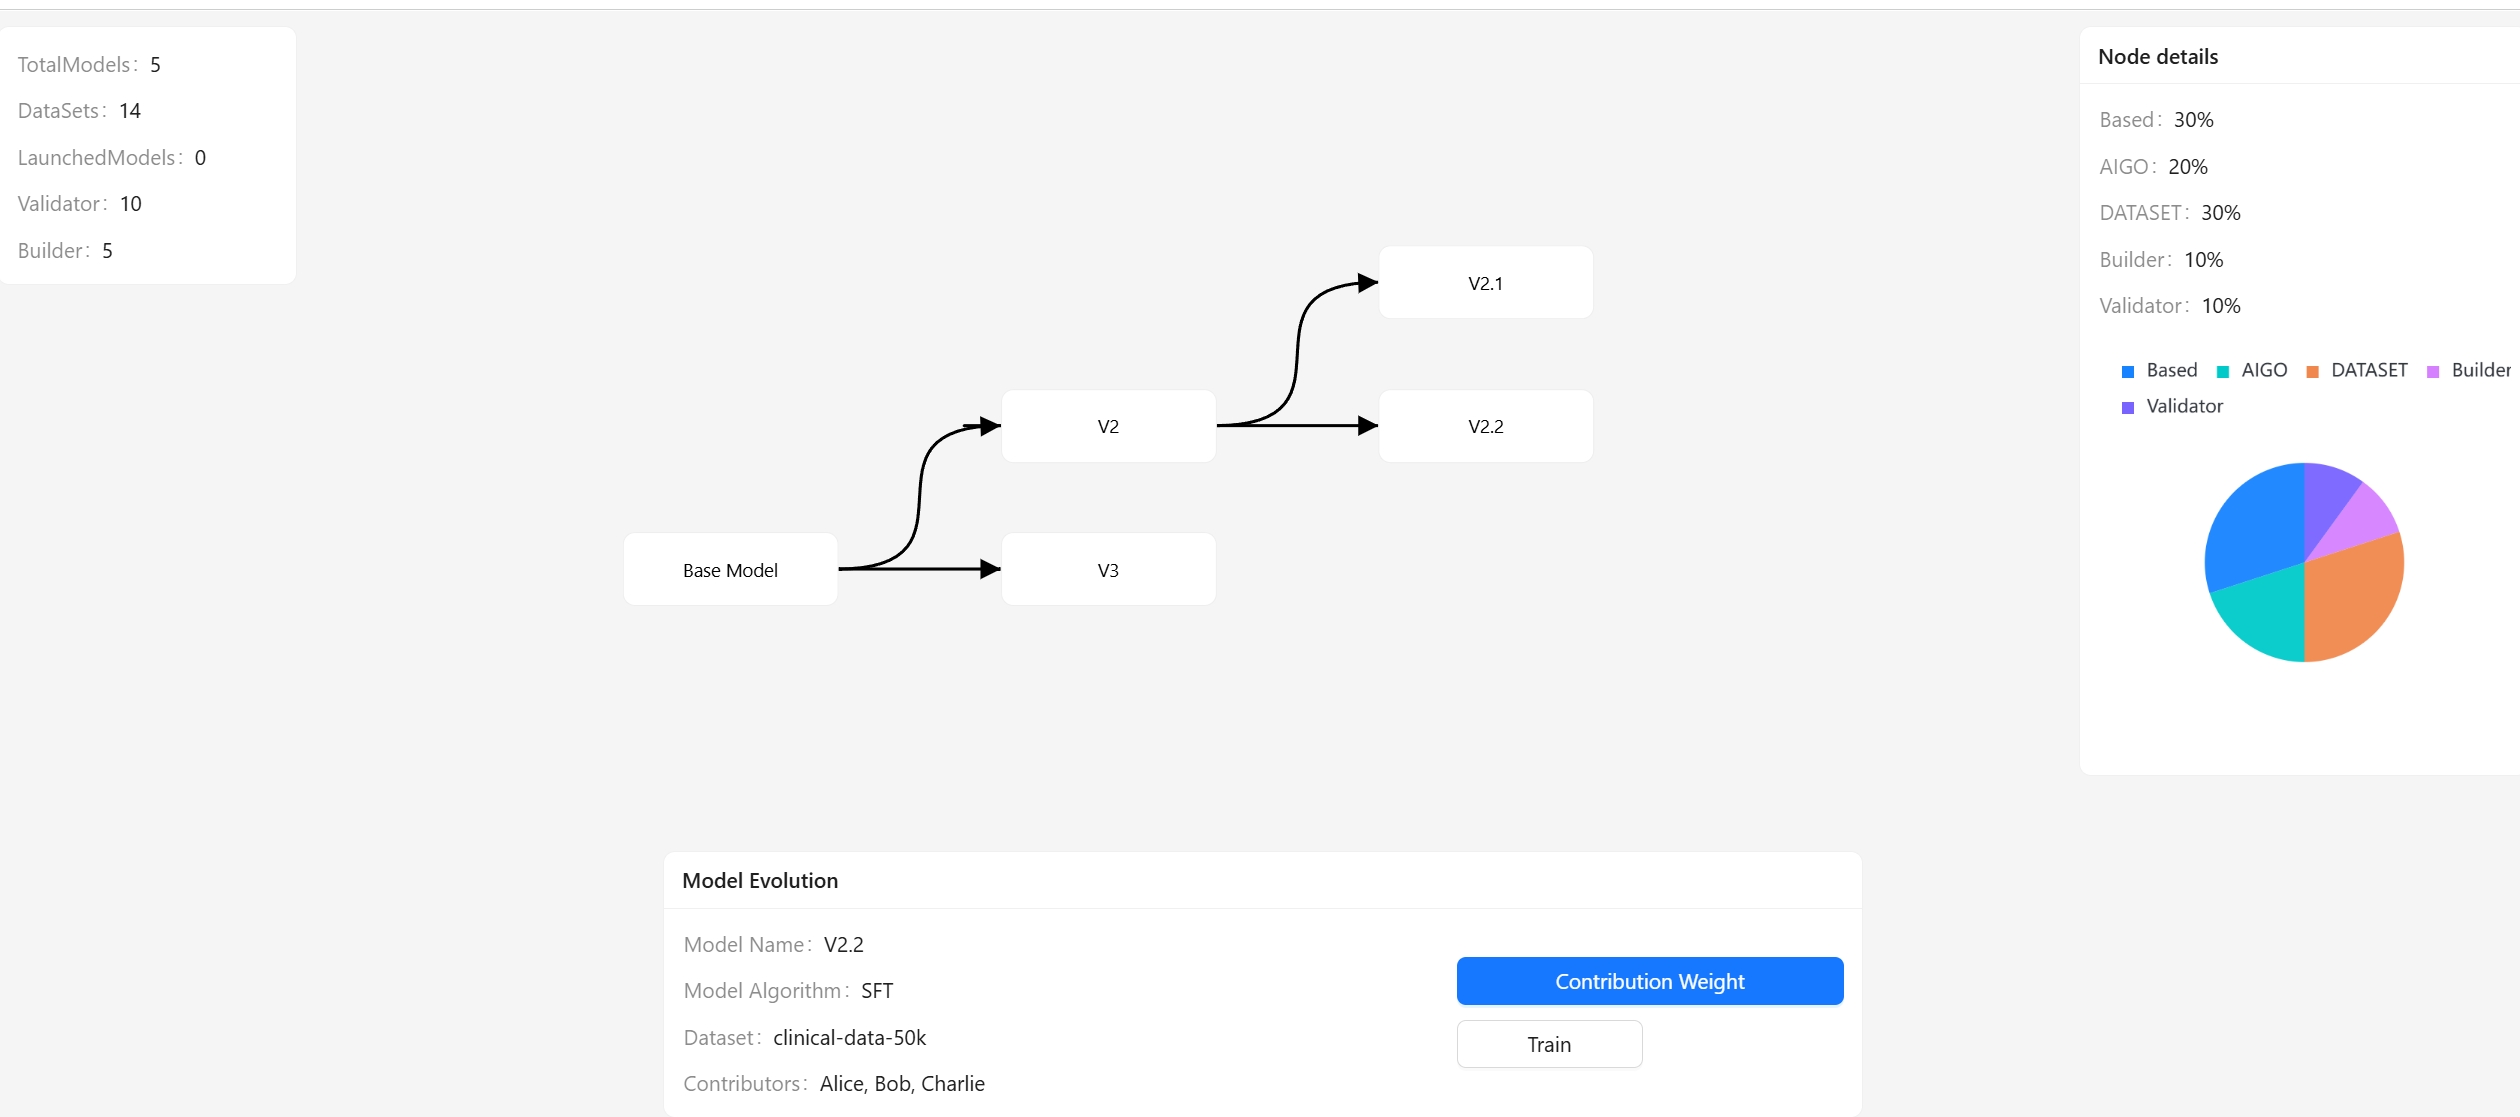 TotalModels: 5
DataSets: 14
LaunchedModels: 0
Validator: 10
Builder: 5
V2.1
V2
V2.2
Base Model
V3
Node details
Based: 30%
AIGO: 20%
DATASET: 30%
Builder: 10%
Validator: 10%
Based AIGO DATASET Builder
Validator
Model Evolution
Model Name: V2.2
Model Algorithm: SFT
Dataset: clinical-data-50k
Contributors: Alice, Bob, Charlie
Contribution Weight
Train